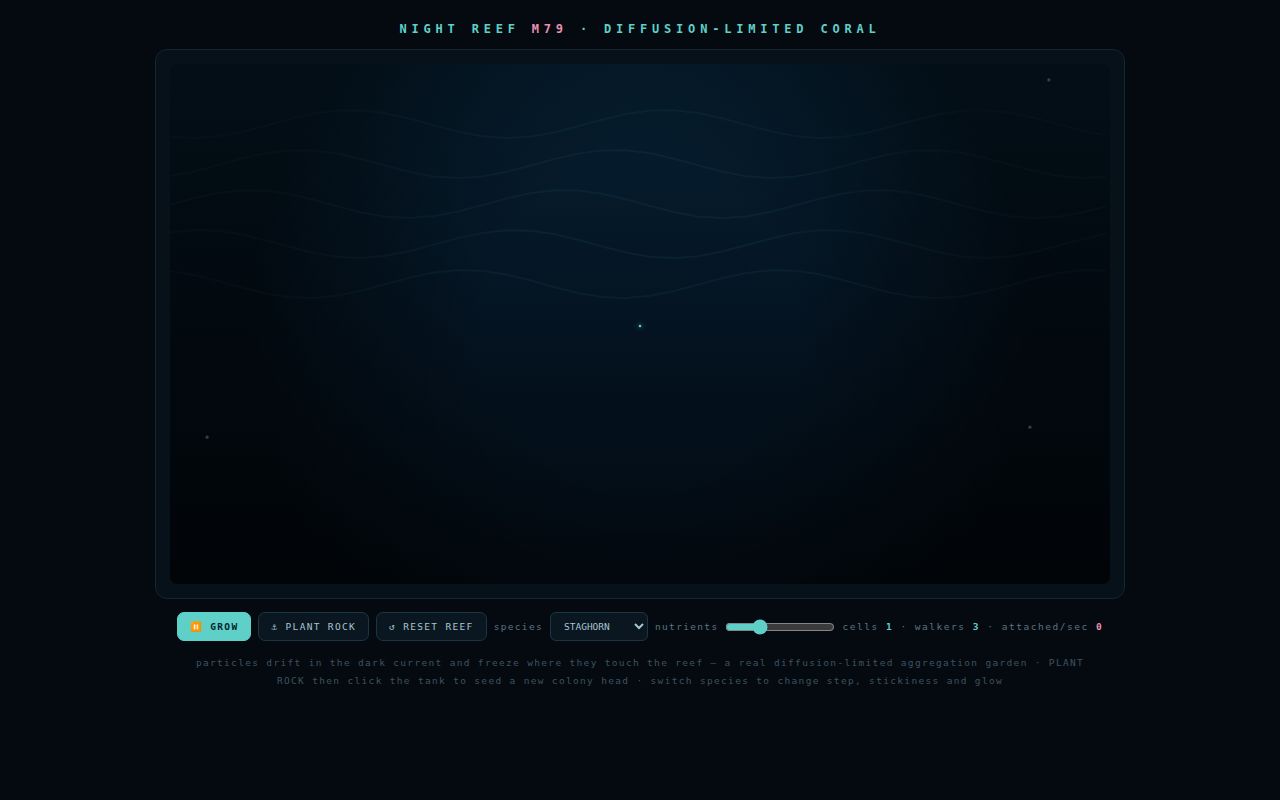 NIGHT REEF M79 · DIFFUSION-LIMITED CORAL
⏸ GROW ⚓ PLANT ROCK ↺ RESET REEF species STAGHORN nutrients cells 1 · walkers 3 · attached/sec 0
particles drift in the dark current and freeze where they touch the reef — a real diffusion-limited aggregation garden · PLANT
ROCK then click the tank to seed a new colony head · switch species to change step, stickiness and glow